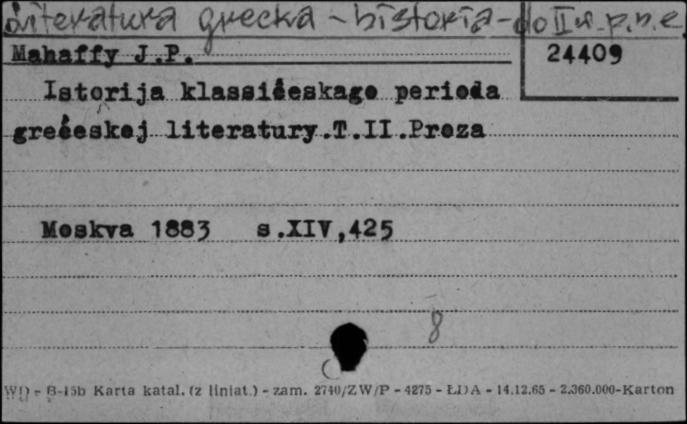 literatura grecka - historia - do II w. p.n.e.
Mahaffy J.P.
24409
Istorija klassičeskago perioda
grečeskoj literatury.T.II.Proza
Moskva 1883 s.XIV,425
8
WD - B-15b Karta katal. (z liniat.) - zam. 2740/ZW/P - 4275 - ŁDA - 14.12.65 - 2.360.000-Karton